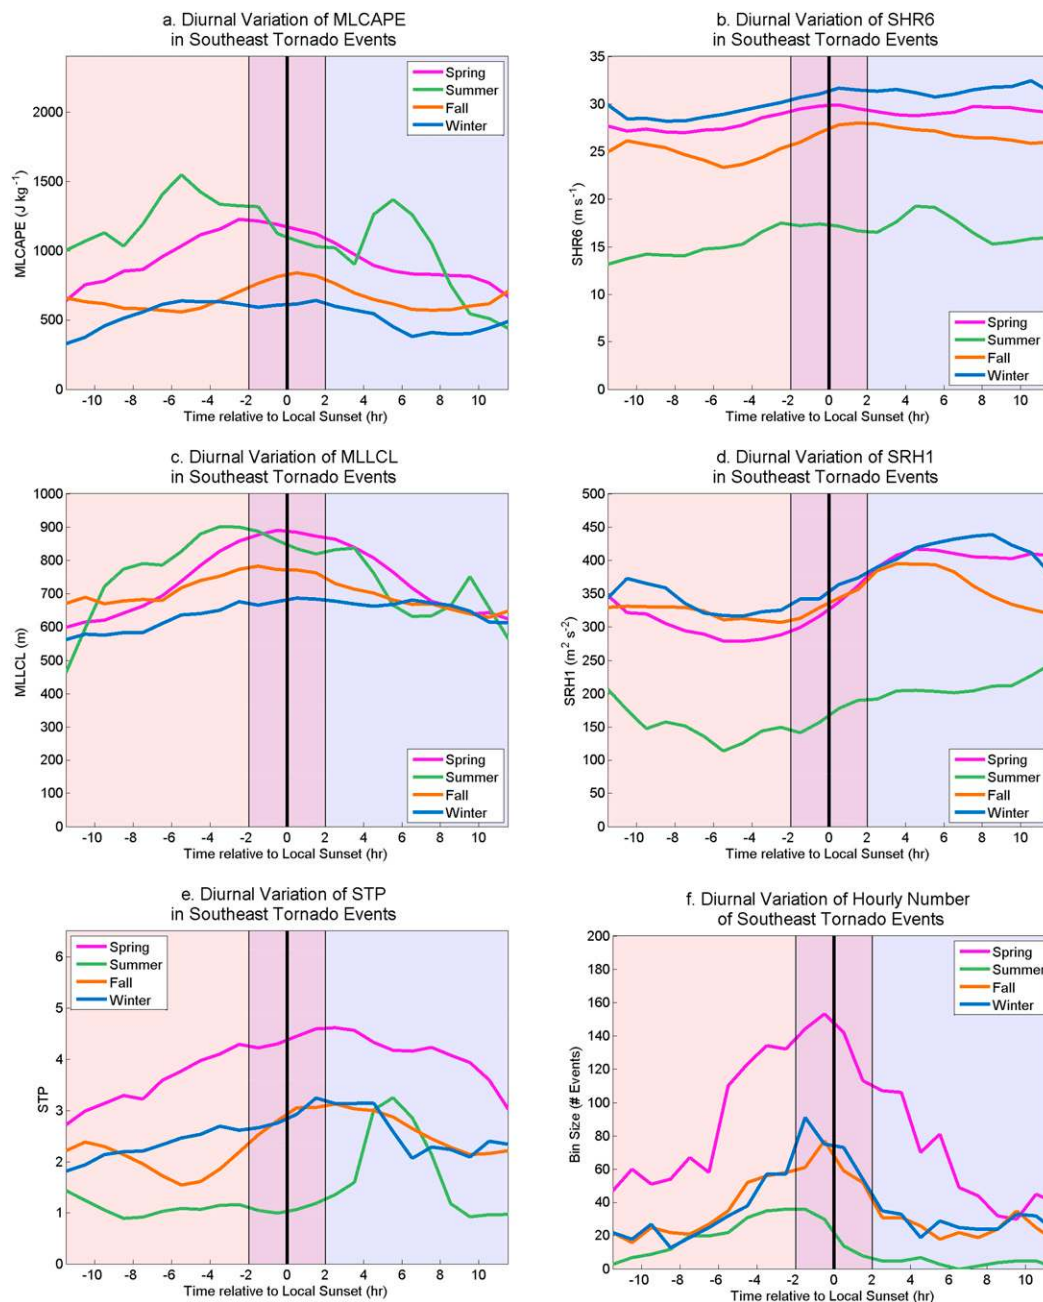 a. Diurnal Variation of MLCAPE
in Southeast Tornado Events
MLCAPE (J kg⁻¹)
2000
1500
1000
500
0
Spring
Summer
Fall
Winter
-10 -8 -6 -4 -2 0 2 4 6 8 10
Time relative to Local Sunset (hr)
b. Diurnal Variation of SHR6
in Southeast Tornado Events
SHR6 (m s⁻¹)
35
30
25
20
15
10
5
0
Spring
Summer
Fall
Winter
-10 -8 -6 -4 -2 0 2 4 6 8 10
Time relative to Local Sunset (hr)
c. Diurnal Variation of MLLCL
in Southeast Tornado Events
MLLCL (m)
1000
900
800
700
600
500
400
300
200
100
0
Spring
Summer
Fall
Winter
-10 -8 -6 -4 -2 0 2 4 6 8 10
Time relative to Local Sunset (hr)
d. Diurnal Variation of SRH1
in Southeast Tornado Events
SRH1 (m² s⁻²)
500
450
400
350
300
250
200
150
100
50
0
Spring
Summer
Fall
Winter
-10 -8 -6 -4 -2 0 2 4 6 8 10
Time relative to Local Sunset (hr)
e. Diurnal Variation of STP
in Southeast Tornado Events
STP
6
5
4
3
2
1
0
Spring
Summer
Fall
Winter
-10 -8 -6 -4 -2 0 2 4 6 8 10
Time relative to Local Sunset (hr)
f. Diurnal Variation of Hourly Number
of Southeast Tornado Events
Bin Size (# Events)
200
180
160
140
120
100
80
60
40
20
0
Spring
Summer
Fall
Winter
-10 -8 -6 -4 -2 0 2 4 6 8 10
Time relative to Local Sunset (hr)